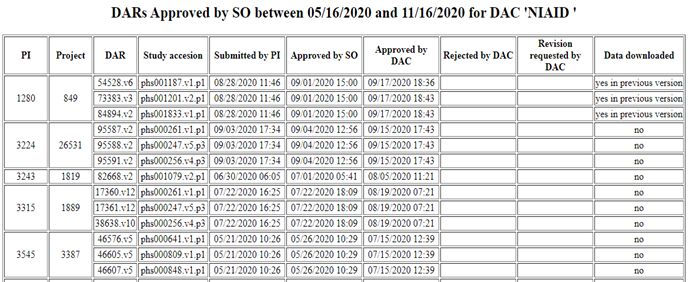 DARs Approved by SO between 05/16/2020 and 11/16/2020 for DAC 'NIAID '
PI Project DAR Study accesion Submitted by PI Approved by SO Approved by DAC Rejected by DAC Revision requested by DAC Data downloaded
1280 849 54528.v6 phs001187.v1.p1 08/28/2020 11:46 09/01/2020 15:00 09/17/2020 18:36 yes in previous version
73383.v3 phs001201.v2.p1 08/28/2020 11:46 09/01/2020 15:00 09/17/2020 18:43 yes in previous version
84894.v2 phs001833.v1.p1 08/28/2020 11:46 09/01/2020 15:00 09/17/2020 18:43 yes in previous version
3224 26531 95587.v2 phs000261.v1.p1 09/03/2020 17:34 09/04/2020 12:56 09/15/2020 17:43 no
95588.v2 phs000247.v5.p3 09/03/2020 17:34 09/04/2020 12:56 09/15/2020 17:43 no
95591.v2 phs000256.v4.p3 09/03/2020 17:34 09/04/2020 12:56 09/15/2020 17:43 no
3243 1819 82668.v2 phs001079.v2.p1 06/30/2020 06:05 07/01/2020 05:41 08/05/2020 11:21 no
3315 1889 17360.v12 phs000261.v1.p1 07/22/2020 16:25 07/22/2020 18:09 08/19/2020 07:21 no
17361.v12 phs000247.v5.p3 07/22/2020 16:25 07/22/2020 18:09 08/19/2020 07:21 no
38638.v10 phs000256.v4.p3 07/22/2020 16:25 07/22/2020 18:09 08/19/2020 07:21 no
3545 3387 46576.v5 phs000641.v1.p1 05/21/2020 10:26 05/26/2020 10:29 07/15/2020 12:39 no
46605.v5 phs000809.v1.p1 05/21/2020 10:26 05/26/2020 10:29 07/15/2020 12:39 no
46607.v5 phs000848.v1.p1 05/21/2020 10:26 05/26/2020 10:29 07/15/2020 12:39 no